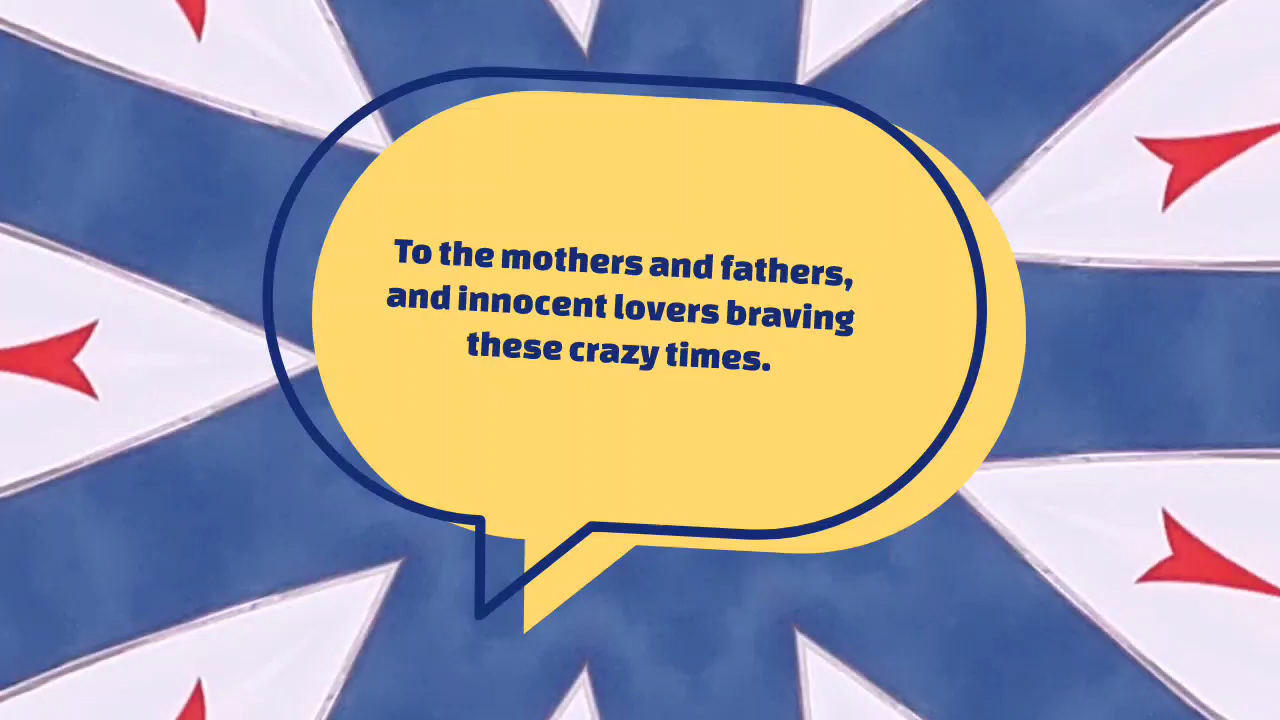 To the mothers and fathers,
and innocent lovers braving
these crazy times.